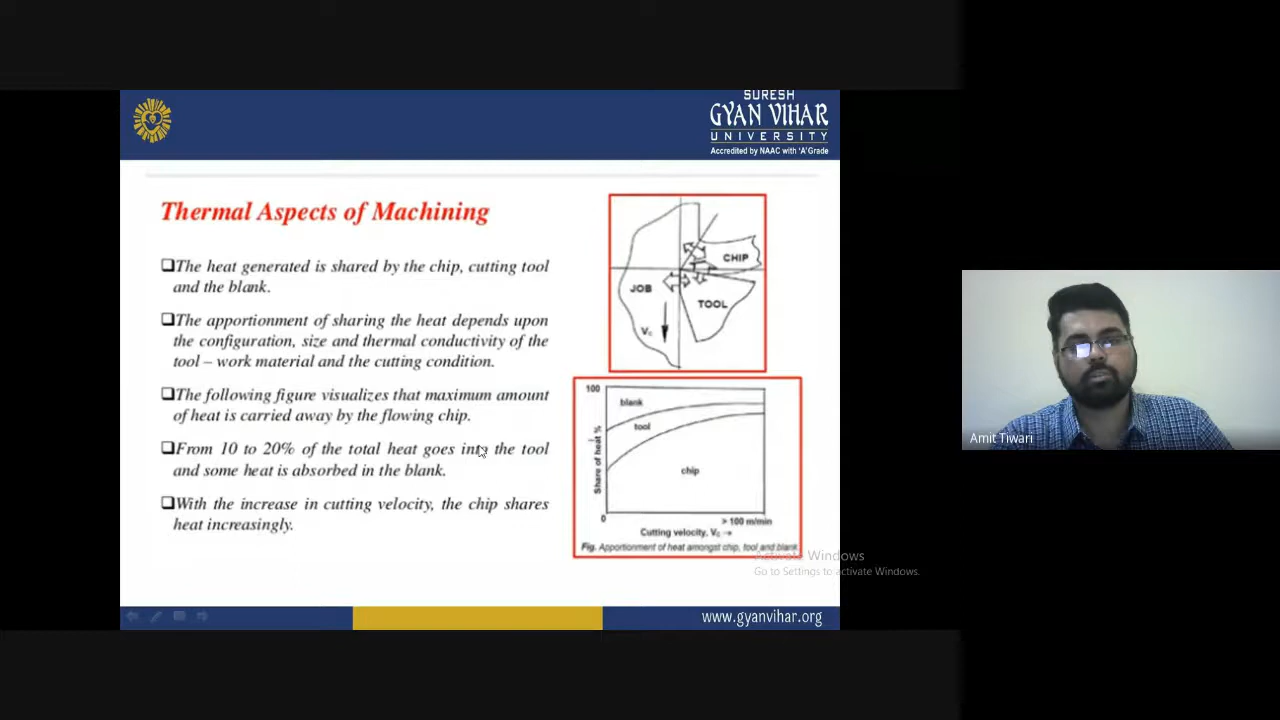 SURESH
GYAN VIHAR
UNIVERSITY
Accredited by NAAC with 'A' Grade
Thermal Aspects of Machining
The heat generated is shared by the chip, cutting tool
and the blank.
The apportionment of sharing the heat depends upon
the configuration, size and thermal conductivity of the
tool – work material and the cutting condition.
The following figure visualizes that maximum amount
of heat is carried away by the flowing chip.
From 10 to 20% of the total heat goes into the tool
and some heat is absorbed in the blank.
With the increase in cutting velocity, the chip shares
heat increasingly.
CHIP
JOB
TOOL
Vc
100
blank
tool
Share of heat %
chip
0
> 100 m/min
Cutting velocity, Vc →
Fig. Apportionment of heat amongst chip, tool and blank
Activate Windows
Go to Settings to activate Windows.
www.gyanvihar.org
Amit Tiwari